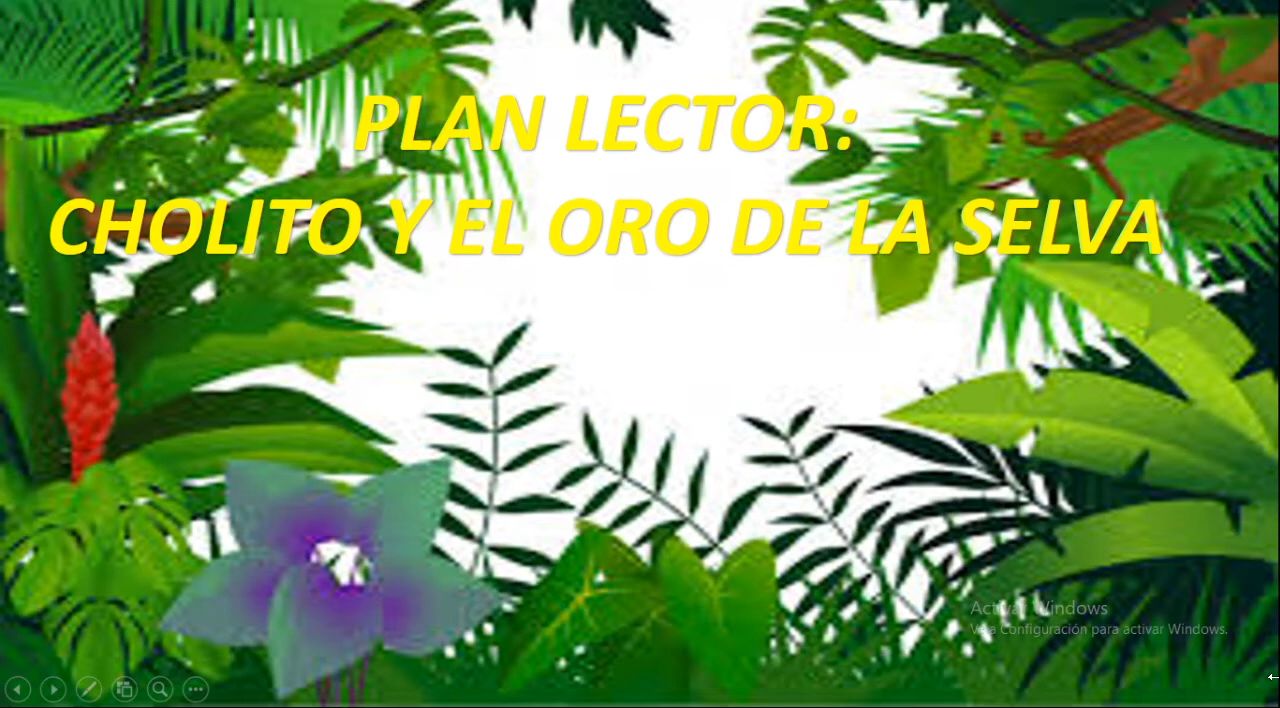 PLAN LECTOR:
CHOLITO Y EL ORO DE LA SELVA
Activar Windows
Ve a Configuración para activar Windows.